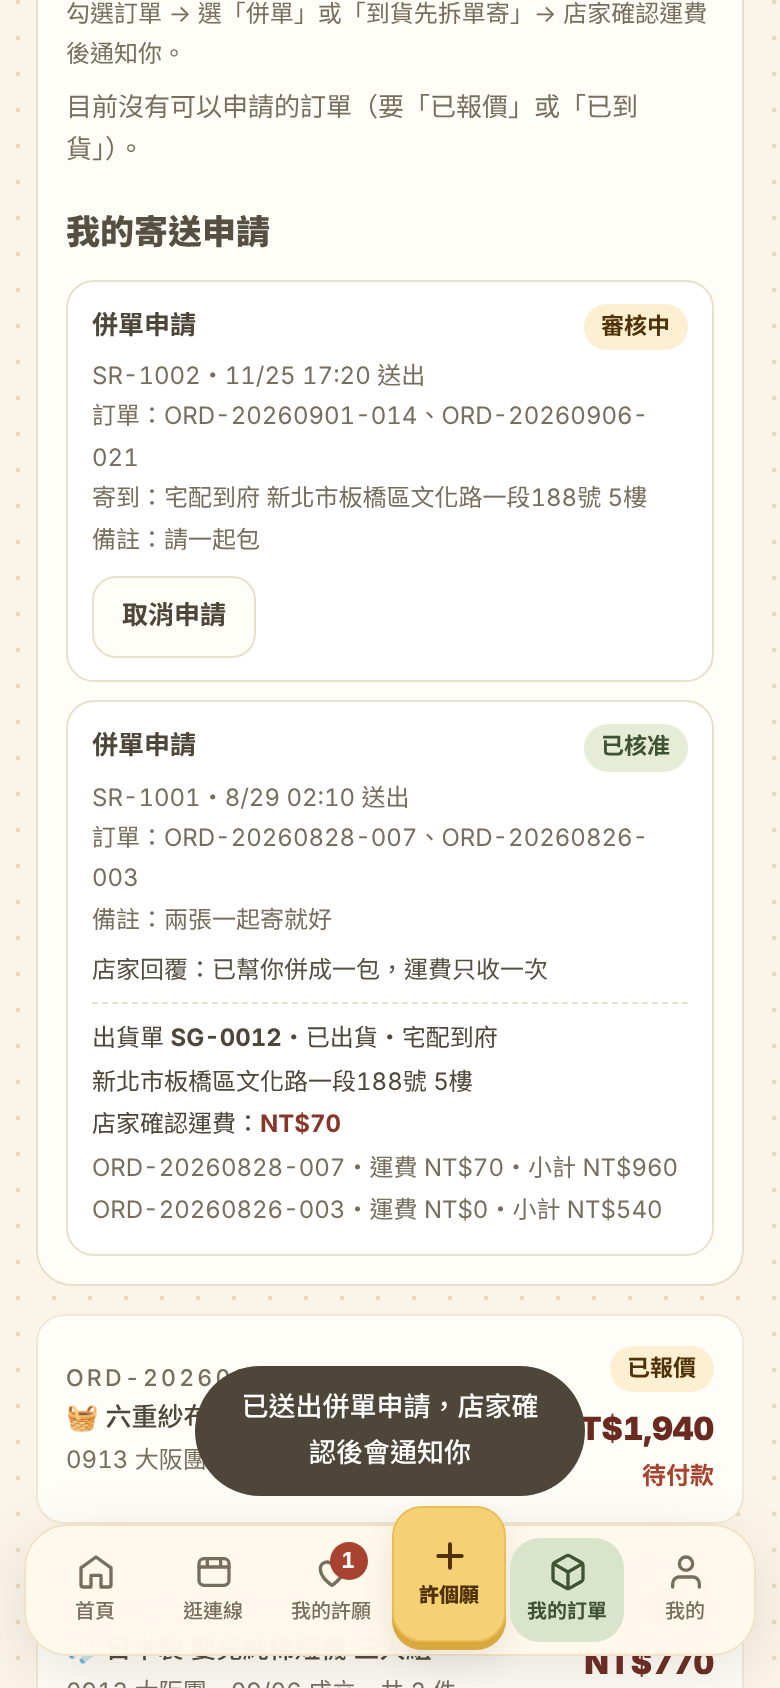 勾選訂單 → 選「併單」或「到貨先拆單寄」→ 店家確認運費
後通知你。
目前沒有可以申請的訂單（要「已報價」或「已到
貨」）。
我的寄送申請
併單申請
審核中
SR-1002・11/25 17:20 送出
訂單：ORD-20260901-014、ORD-20260906-
021
寄到：宅配到府 新北市板橋區文化路一段188號 5樓
備註：請一起包
取消申請
併單申請
已核准
SR-1001・8/29 02:10 送出
訂單：ORD-20260828-007、ORD-20260826-
003
備註：兩張一起寄就好
店家回覆：已幫你併成一包，運費只收一次
出貨單 SG-0012・已出貨・宅配到府
新北市板橋區文化路一段188號 5樓
店家確認運費：NT$70
ORD-20260828-007・運費 NT$70・小計 NT$960
ORD-20260826-003・運費 NT$0・小計 NT$540
ORD-20260
已報價
六重紗布
T$1,940
0913 大阪團
待付款
已送出併單申請，店家確
認後會通知你
首頁
逛連線
1
我的許願
許個願
我的訂單
我的
NT$770